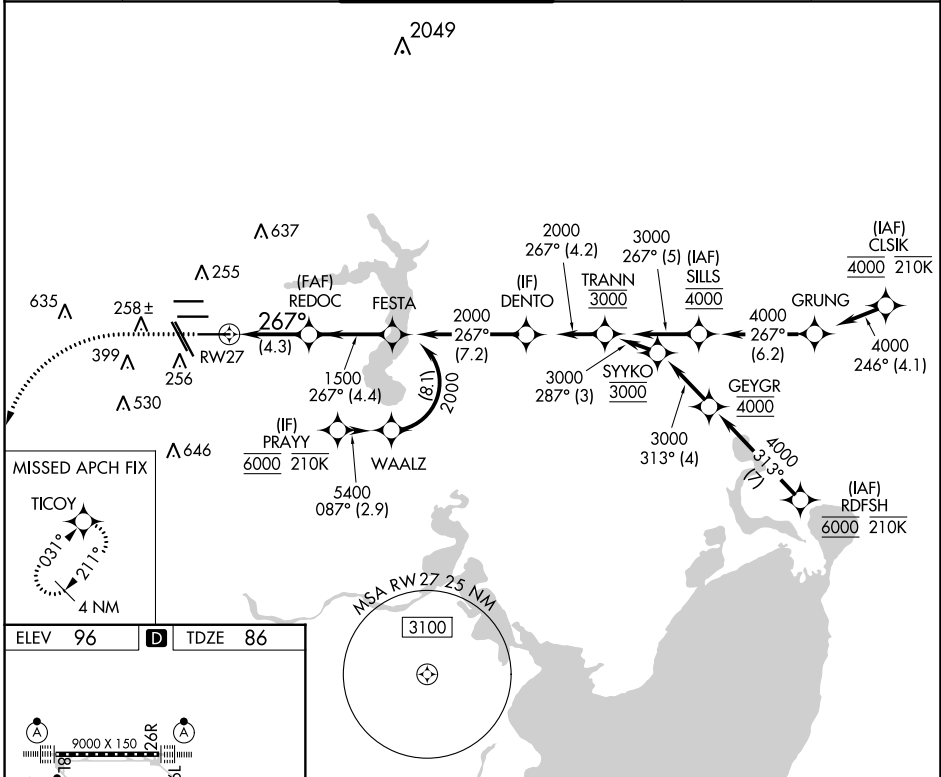 2049
637
255
635
258±
399
256
530
646
RW27
267°
(4.3)
(FAF)
REDOC
1500
267° (4.4)
FESTA
2000
267°
(7.2)
(8.1)
2000
(IF)
PRAYY
6000 210K
5400
087° (2.9)
WAALZ
(IF)
DENTO
2000
267° (4.2)
TRANN
3000
3000
267° (5)
(IAF)
SILLS
4000
4000
267°
(6.2)
GRUNG
(IAF)
CLSIK
4000 210K
4000
246° (4.1)
3000
287° (3)
SYYKO
3000
3000
313° (4)
GEYGR
4000
4000
313°
(7)
(IAF)
RDFSH
6000 210K
MISSED APCH FIX
TICOY
031°
211°
4 NM
MSA RW27 25 NM
3100
ELEV 96 D TDZE 86
A
9000 X 150
26R
A